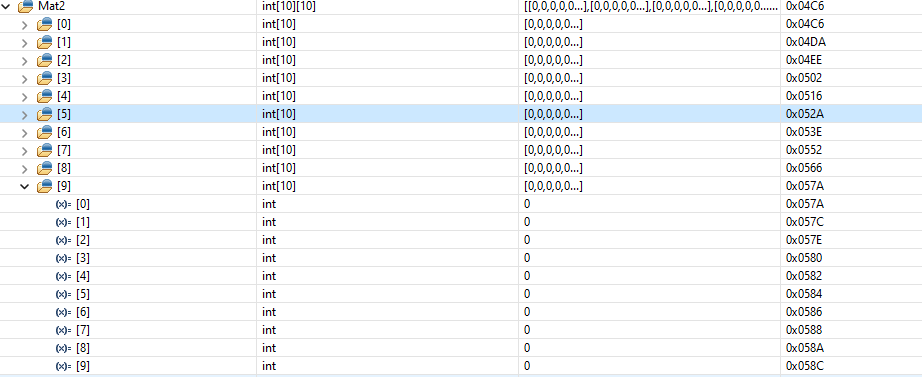 Mat2 int[10][10] [[0,0,0,0,0...],[0,0,0,0,0...],[0,0,0,0,0...],[0,0,0,0,0...... 0x04C6
[0] int[10] [0,0,0,0,0...] 0x04C6
[1] int[10] [0,0,0,0,0...] 0x04DA
[2] int[10] [0,0,0,0,0...] 0x04EE
[3] int[10] [0,0,0,0,0...] 0x0502
[4] int[10] [0,0,0,0,0...] 0x0516
[5] int[10] [0,0,0,0,0...] 0x052A
[6] int[10] [0,0,0,0,0...] 0x053E
[7] int[10] [0,0,0,0,0...] 0x0552
[8] int[10] [0,0,0,0,0...] 0x0566
[9] int[10] [0,0,0,0,0...] 0x057A
(x)= [0] int 0 0x057A
(x)= [1] int 0 0x057C
(x)= [2] int 0 0x057E
(x)= [3] int 0 0x0580
(x)= [4] int 0 0x0582
(x)= [5] int 0 0x0584
(x)= [6] int 0 0x0586
(x)= [7] int 0 0x0588
(x)= [8] int 0 0x058A
(x)= [9] int 0 0x058C